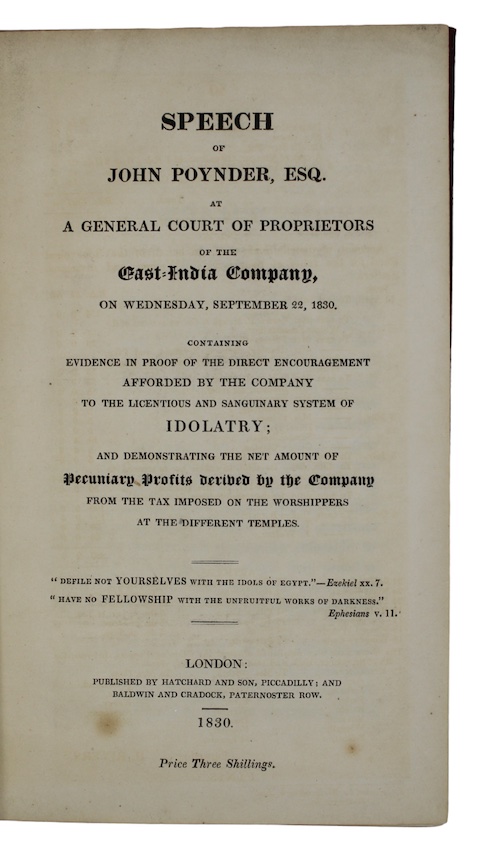 SPEECH
OF
JOHN POYNDER, ESQ.
AT
A GENERAL COURT OF PROPRIETORS
OF THE
East-India Company,
ON WEDNESDAY, SEPTEMBER 22, 1830.
CONTAINING
EVIDENCE IN PROOF OF THE DIRECT ENCOURAGEMENT
AFFORDED BY THE COMPANY
TO THE LICENTIOUS AND SANGUINARY SYSTEM OF
IDOLATRY;
AND DEMONSTRATING THE NET AMOUNT OF
Pecuniary Profits derived by the Company
FROM THE TAX IMPOSED ON THE WORSHIPPERS
AT THE DIFFERENT TEMPLES.
“ DEFILE NOT YOURSELVES WITH THE IDOLS OF EGYPT.”—Ezekiel xx. 7.
“ HAVE NO FELLOWSHIP WITH THE UNFRUITFUL WORKS OF DARKNESS.”
Ephesians v. 11.
LONDON:
PUBLISHED BY HATCHARD AND SON, PICCADILLY; AND
BALDWIN AND CRADOCK, PATERNOSTER ROW.
1830.
Price Three Shillings.